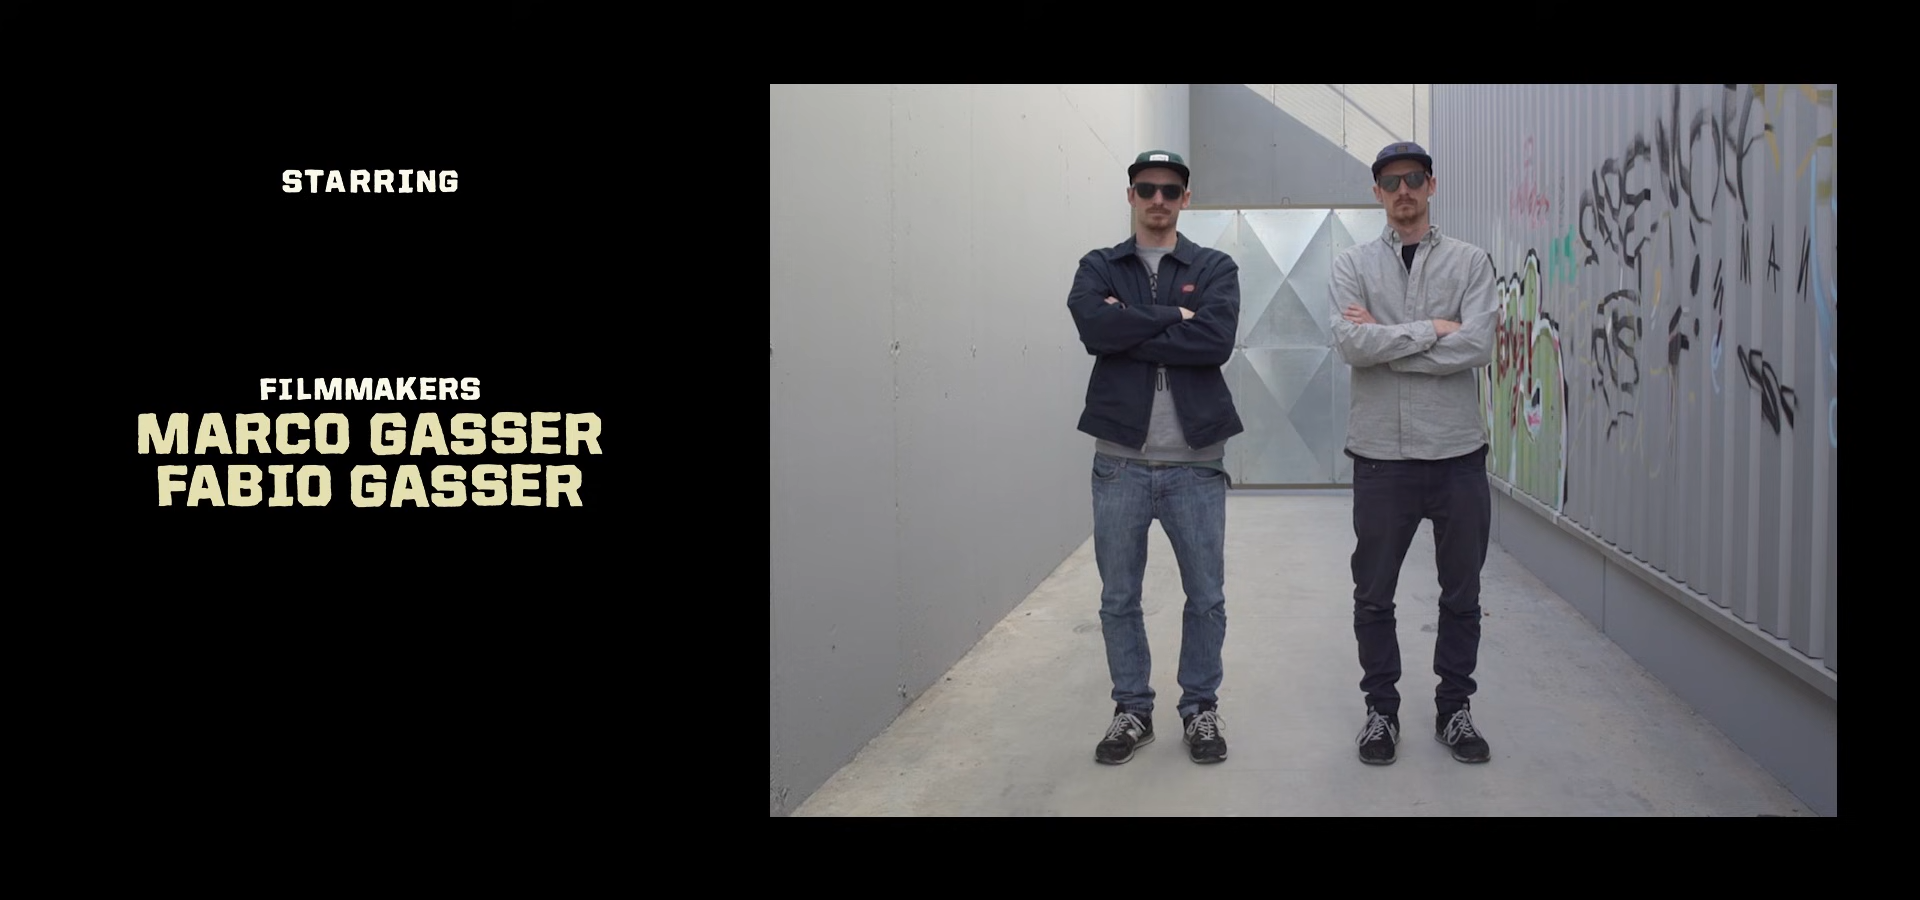 STARRING
FILMMAKERS
MARCO GASSER
FABIO GASSER